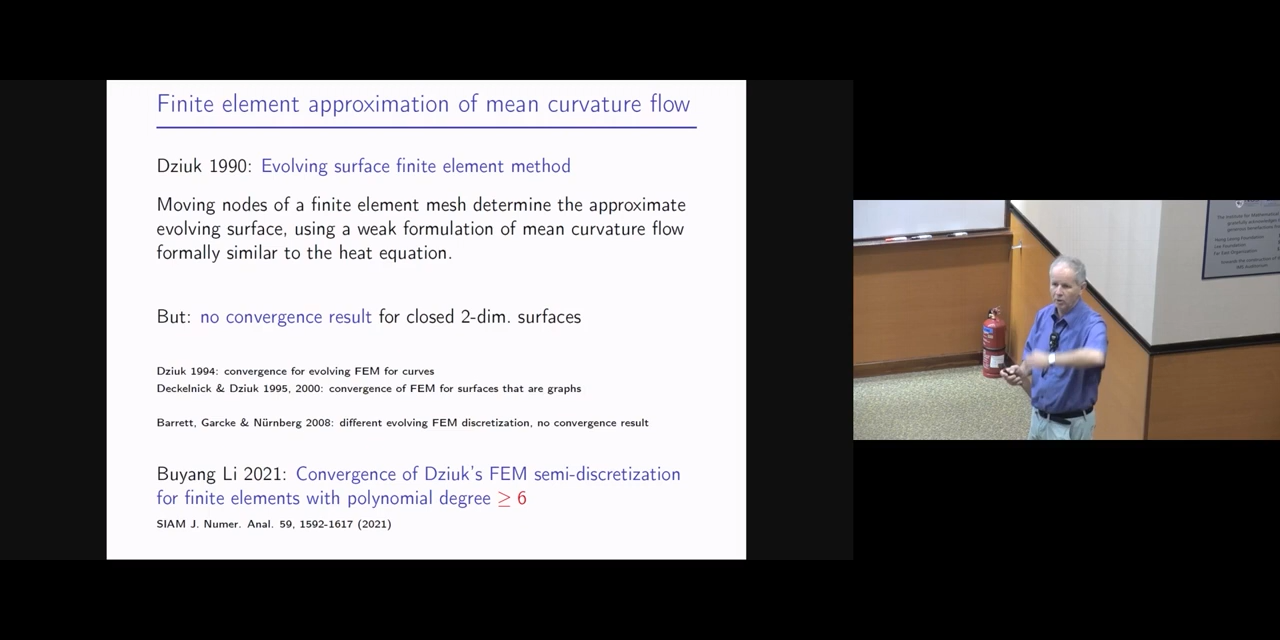 Finite element approximation of mean curvature flow
Dziuk 1990: Evolving surface finite element method
Moving nodes of a finite element mesh determine the approximate
evolving surface, using a weak formulation of mean curvature flow
formally similar to the heat equation.
But: no convergence result for closed 2-dim. surfaces
Dziuk 1994: convergence for evolving FEM for curves
Deckelnick & Dziuk 1995, 2000: convergence of FEM for surfaces that are graphs
Barrett, Garcke & Nürnberg 2008: different evolving FEM discretization, no convergence result
Buyang Li 2021: Convergence of Dziuk's FEM semi-discretization
for finite elements with polynomial degree ≥ 6
SIAM J. Numer. Anal. 59, 1592-1617 (2021)